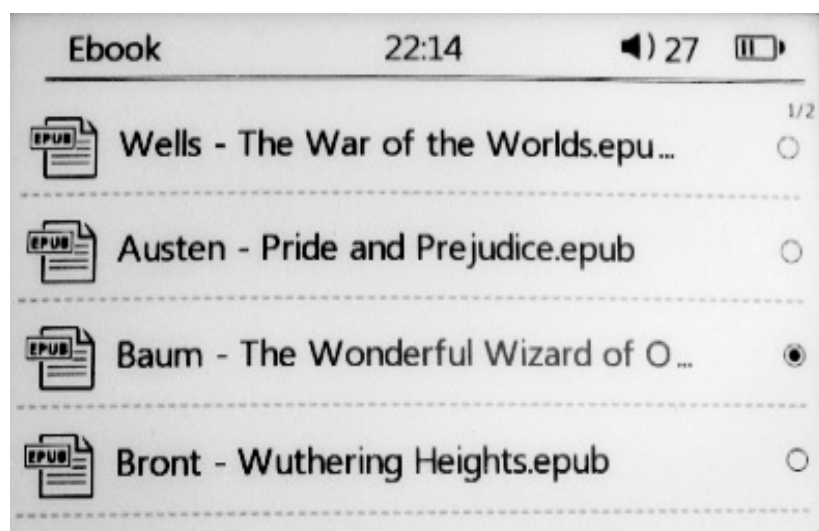 Ebook 22:14 27
1/2
EPUB Wells - The War of the Worlds.epu...
EPUB Austen - Pride and Prejudice.epub
EPUB Baum - The Wonderful Wizard of O...
EPUB Bront - Wuthering Heights.epub